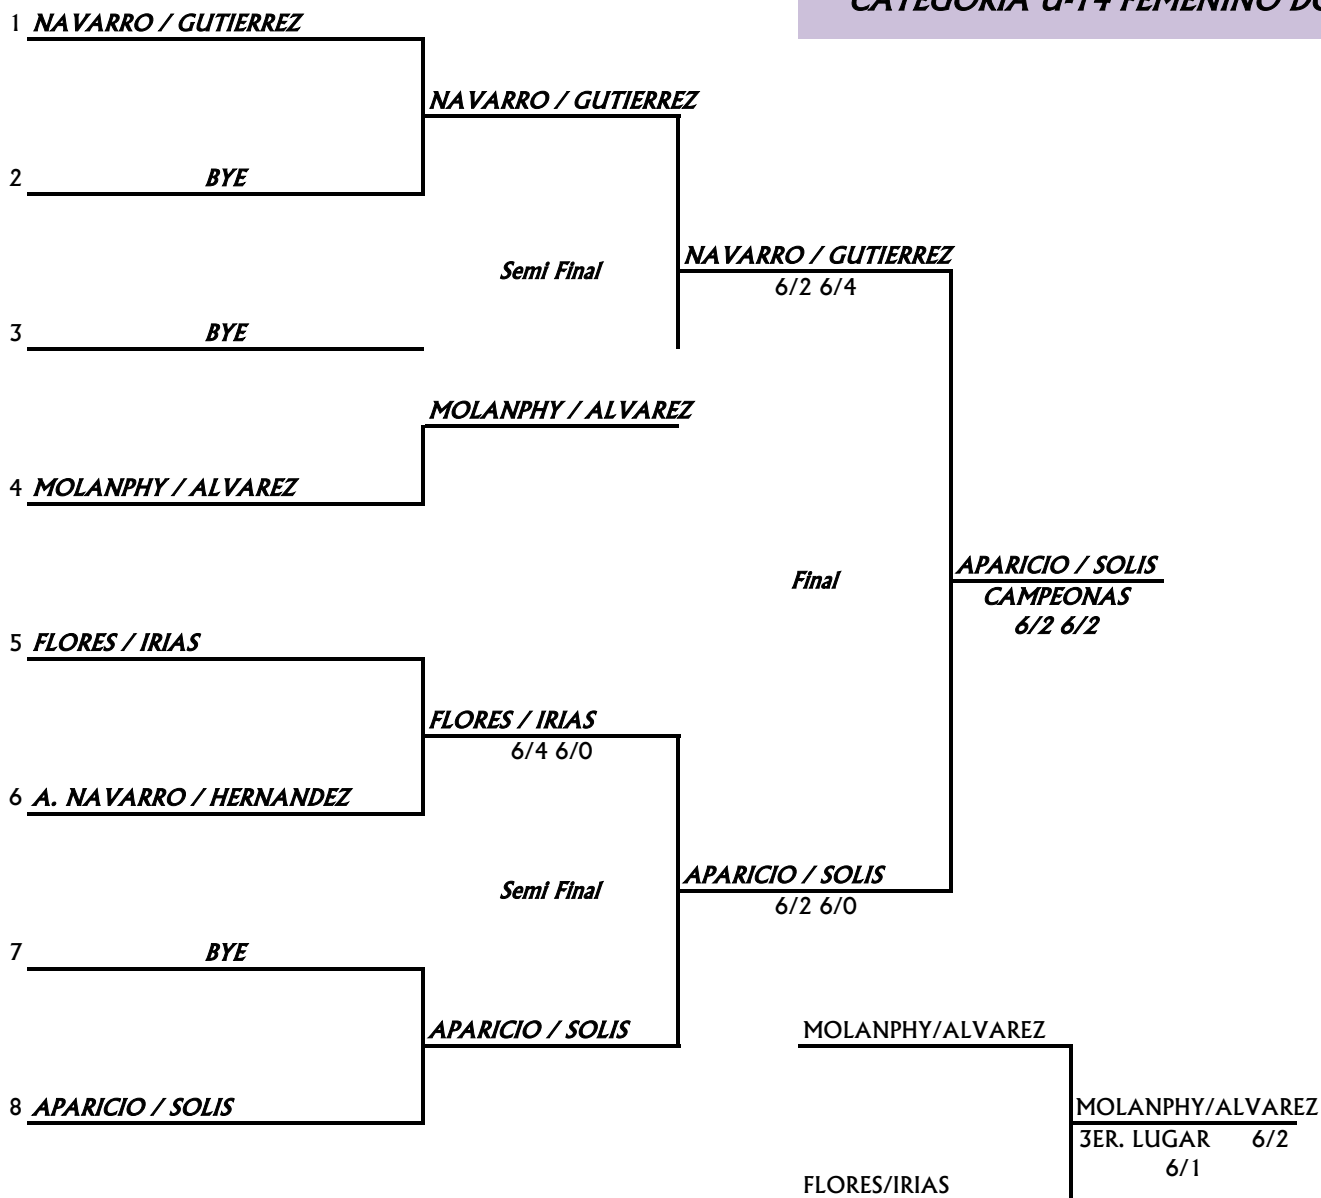 CATEGORIA U-14 FEMENINO
1 NAVARRO / GUTIERREZ
NAVARRO / GUTIERREZ
2 BYE
NAVARRO / GUTIERREZ
Semi Final
6/2 6/4
3 BYE
MOLANPHY / ALVAREZ
4 MOLANPHY / ALVAREZ
APARICIO / SOLIS
Final
CAMPEONAS
6/2 6/2
5 FLORES / IRIAS
FLORES / IRIAS
6/4 6/0
6 A. NAVARRO / HERNANDEZ
APARICIO / SOLIS
Semi Final
6/2 6/0
7 BYE
APARICIO / SOLIS
MOLANPHY/ALVAREZ
8 APARICIO / SOLIS
MOLANPHY/ALVAREZ
3ER. LUGAR 6/2
6/1
FLORES/IRIAS